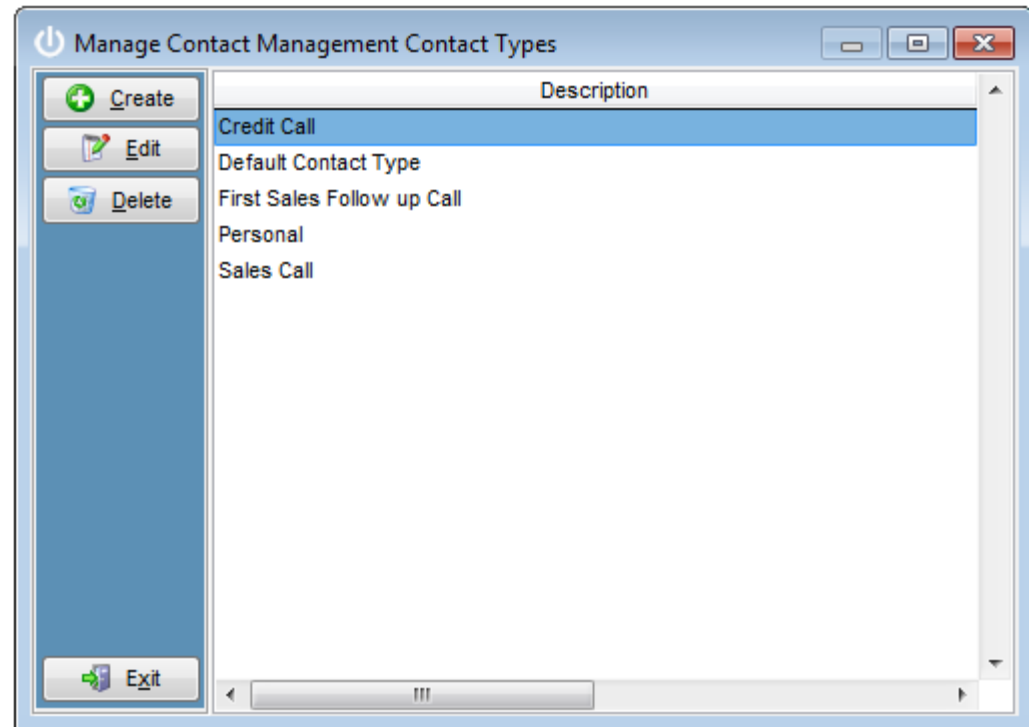 Manage Contact Management Contact Types
Create
Edit
Delete
Exit
Description
Credit Call
Default Contact Type
First Sales Follow up Call
Personal
Sales Call